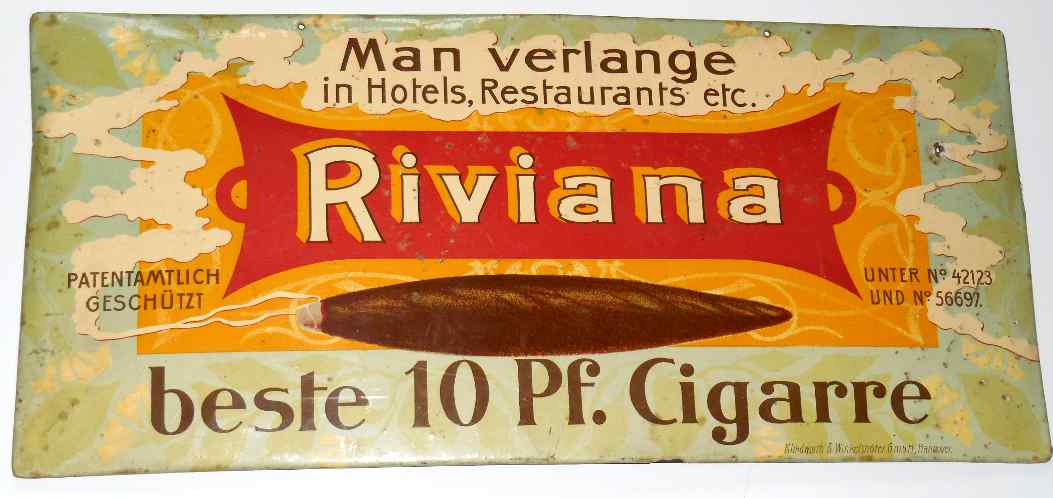 Man verlange
in Hotels, Restaurants etc.
Riviana
PATENTAMTLICH
GESCHÜTZT
UNTER Nº 42123
UND Nº 56697.
beste 10 Pf. Cigarre
& G.m.b.H., Hannover.